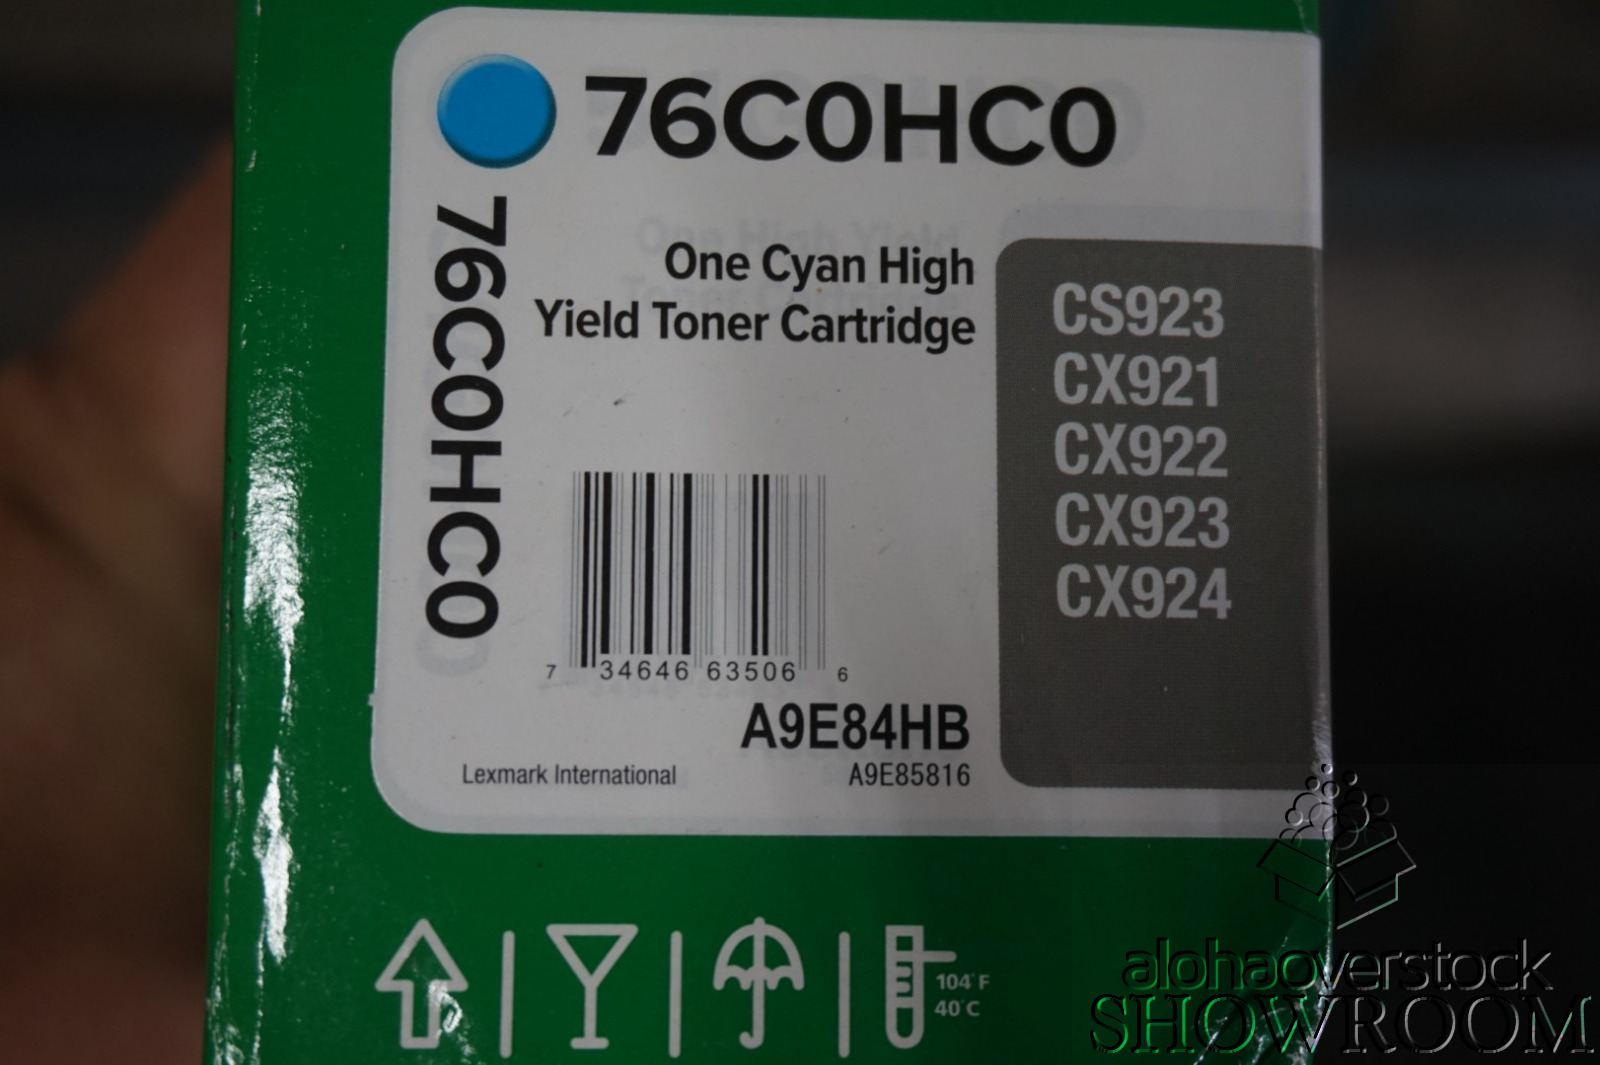 76C0HC0
76C0HC0
One Cyan High
Yield Toner Cartridge
CS923
CX921
CX922
CX923
CX924
7 34646 63506 6
A9E84HB
Lexmark International A9E85816
104°F
40°C
alohaoverstock
SHOWROOM